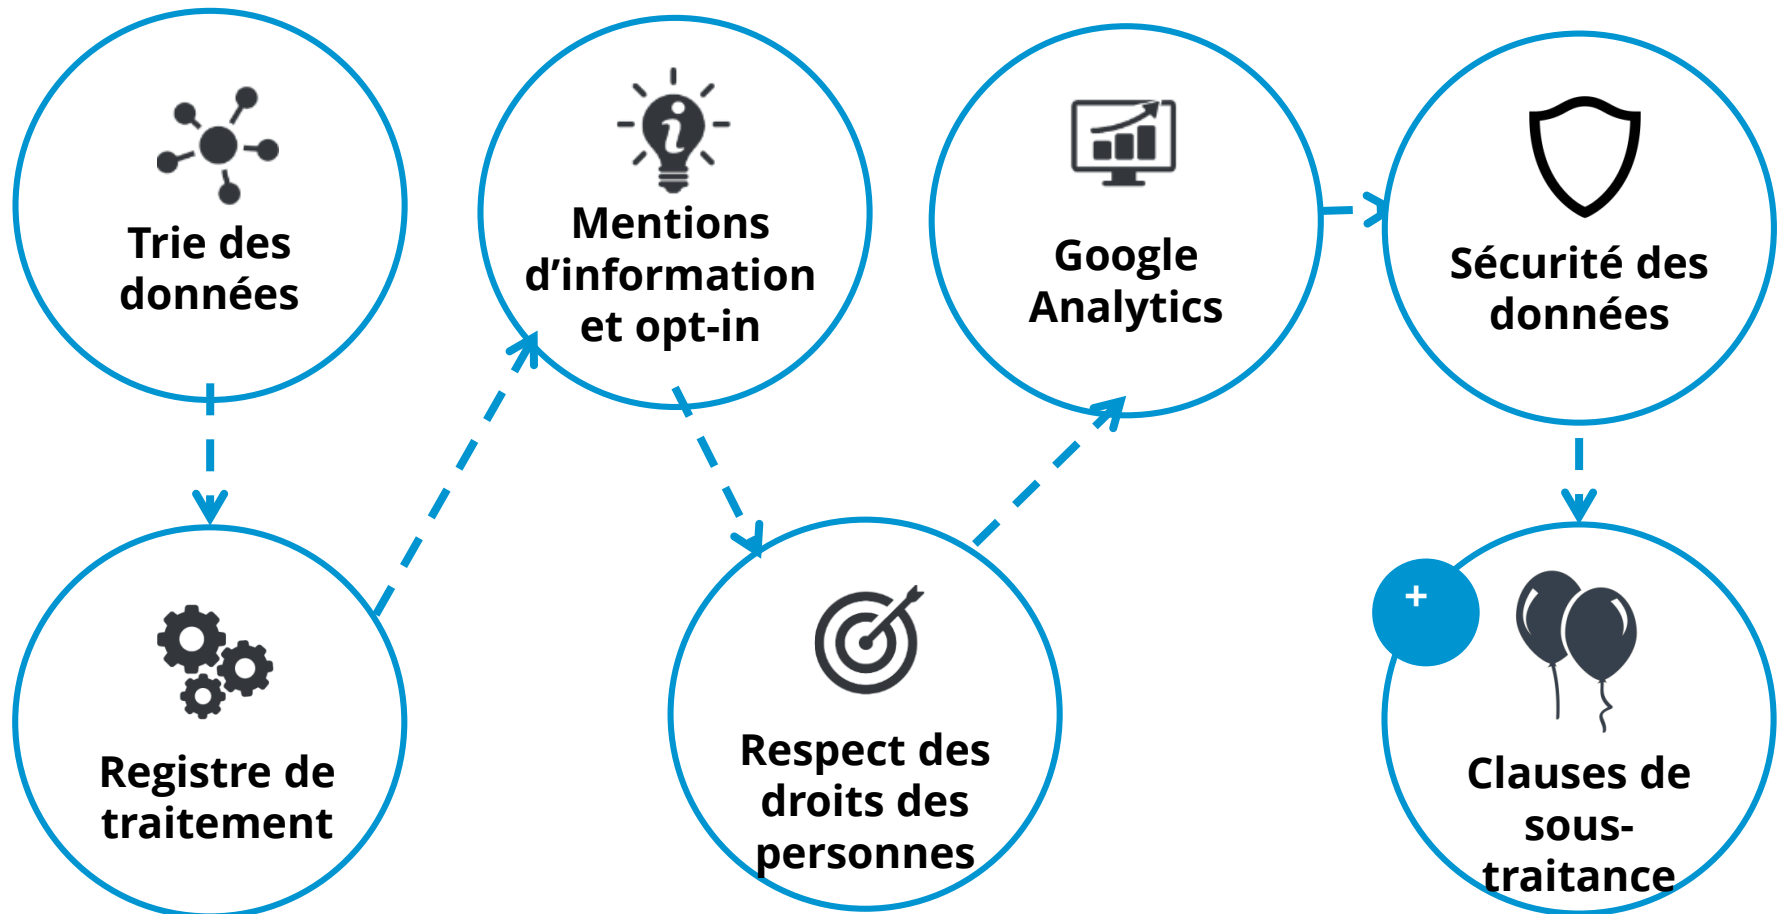 Trie des
données
Registre de
traitement
Mentions
d’information
et opt-in
Respect des
droits des
personnes
Google
Analytics
Sécurité des
données
+
Clauses de
sous-
traitance